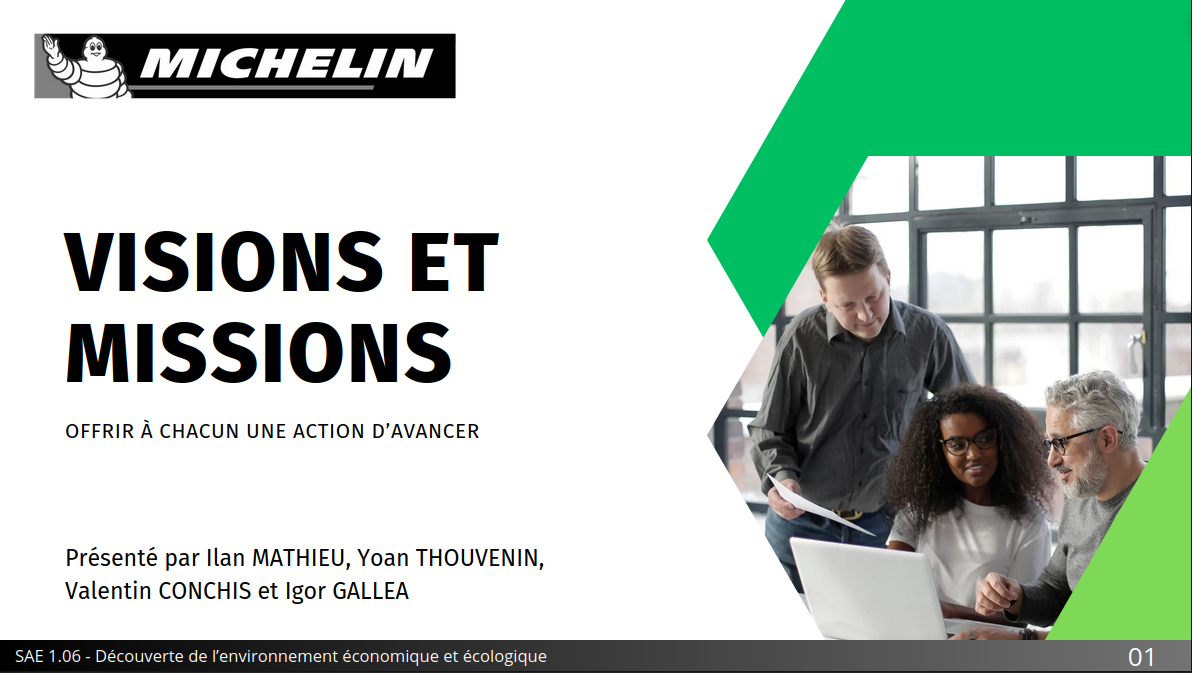 MICHELIN
VISIONS ET
MISSIONS
OFFRIR À CHACUN UNE ACTION D’AVANCER
Présenté par Ilan MATHIEU, Yoan THOUVENIN,
Valentin CONCHIS et Igor GALLEA
SAE 1.06 - Découverte de l’environnement économique et écologique
01